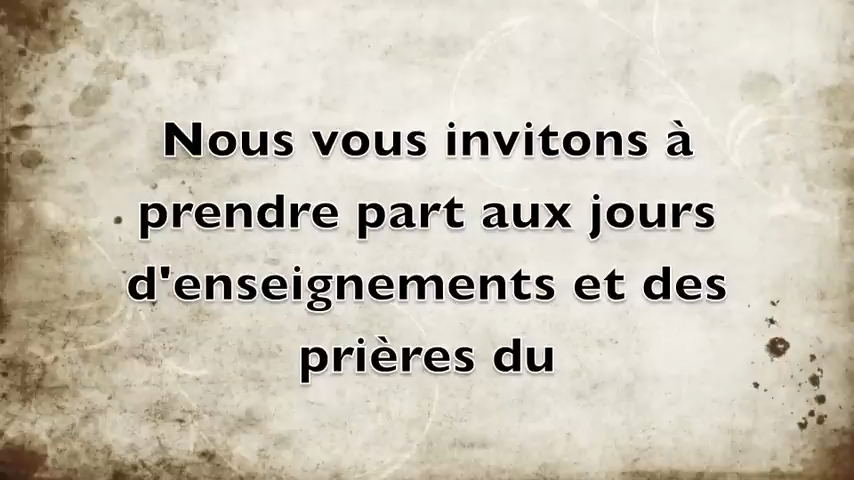 Nous vous invitons à
prendre part aux jours
d'enseignements et des
prières du